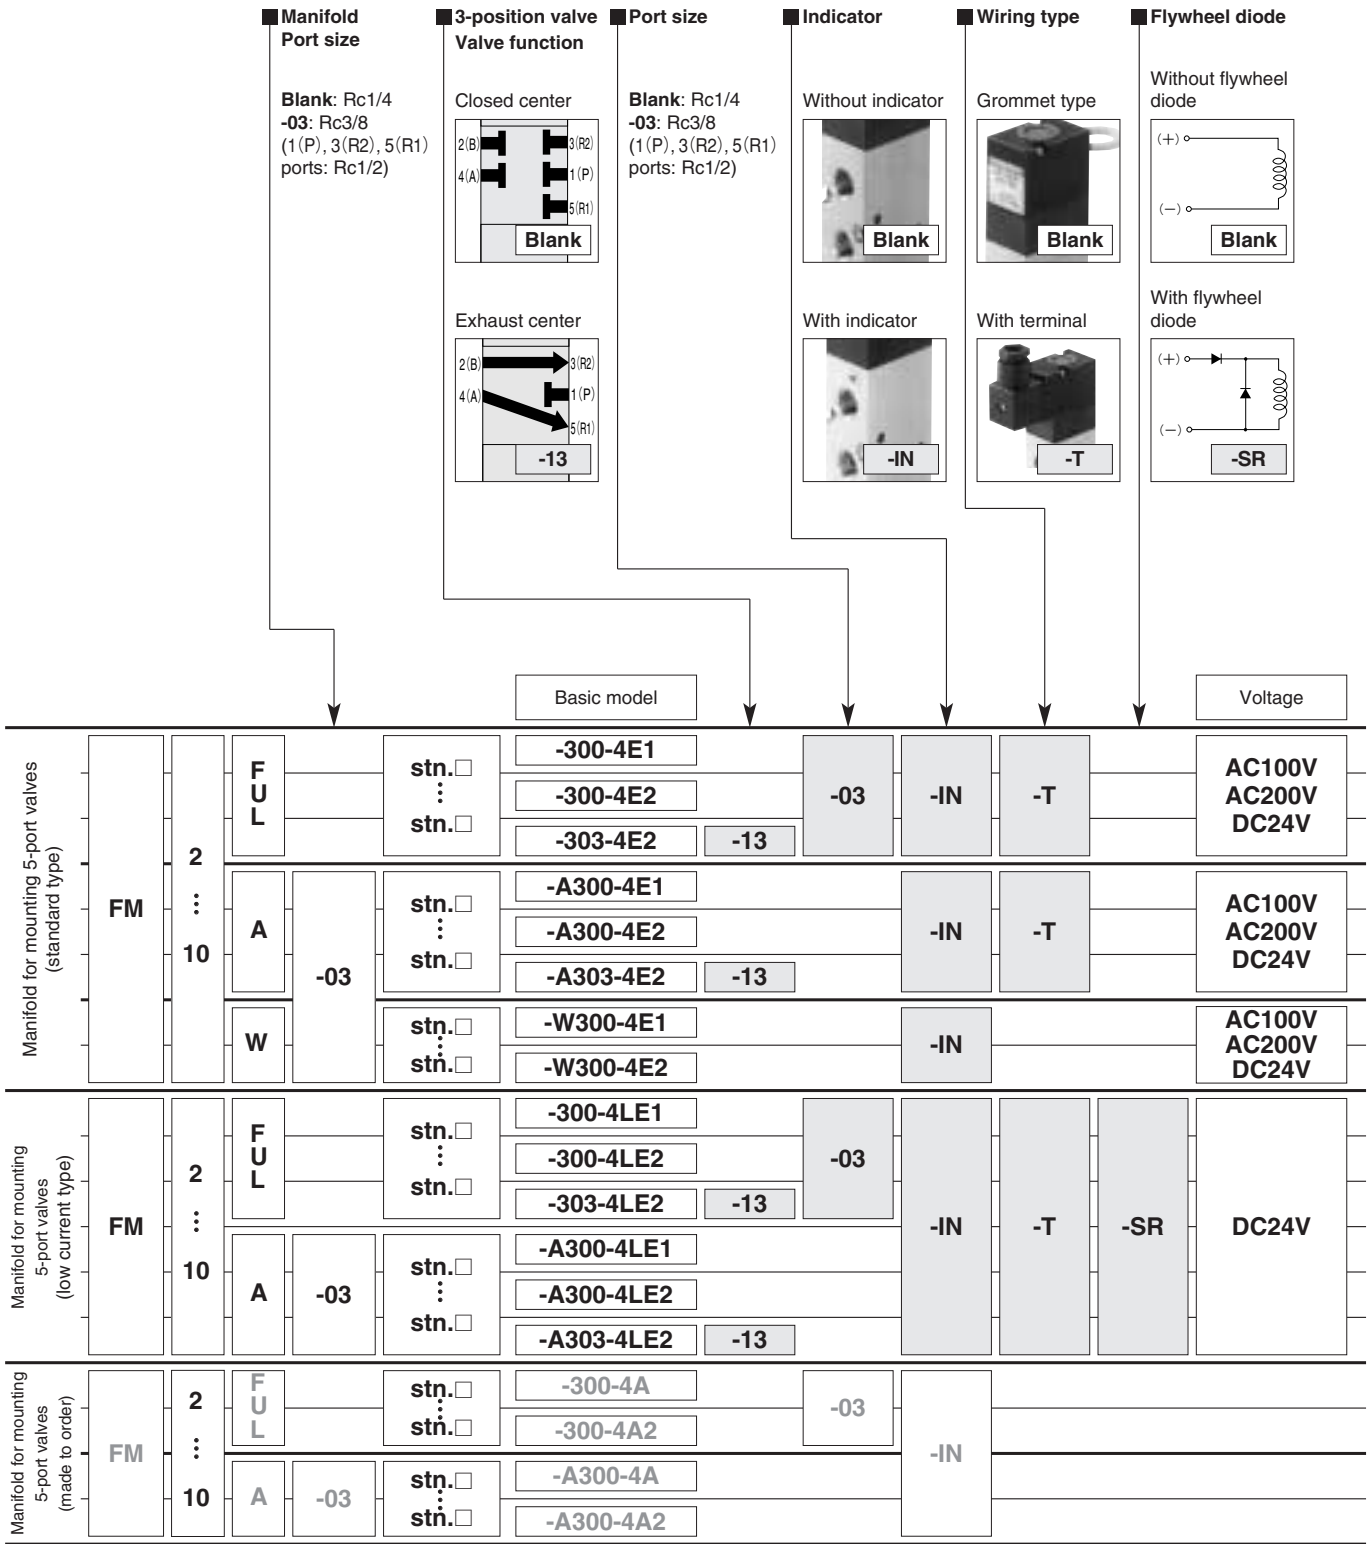 Manifold
Port size
Blank: Rc1/4
-03: Rc3/8
(1(P), 3(R2), 5(R1)
ports: Rc1/2)
3-position valve
Valve function
Closed center
2(B)
4(A)
3(R2)
1(P)
5(R1)
Blank
Exhaust center
2(B)
4(A)
3(R2)
1(P)
5(R1)
-13
Port size
Blank: Rc1/4
-03: Rc3/8
(1(P), 3(R2), 5(R1)
ports: Rc1/2)
Indicator
Without indicator
Blank
With indicator
-IN
Wiring type
Grommet type
Blank
With terminal
-T
Flywheel diode
Without flywheel
diode
(+)
(−)
Blank
With flywheel
diode
(+)
(−)
-SR
Basic model
Voltage
Manifold for mounting 5-port valves
(standard type)
FM
2
⋮
10
F
U
L
stn.□
⋮
stn.□
-300-4E1
-300-4E2
-303-4E2
-13
-03
-IN
-T
AC100V
AC200V
DC24V
A
-03
stn.□
⋮
stn.□
-A300-4E1
-A300-4E2
-A303-4E2
-13
-IN
-T
AC100V
AC200V
DC24V
W
stn.□
⋮
stn.□
-W300-4E1
-W300-4E2
-IN
AC100V
AC200V
DC24V
Manifold for mounting
5-port valves
(low current type)
FM
2
⋮
10
F
U
L
stn.□
⋮
stn.□
-300-4LE1
-300-4LE2
-303-4LE2
-13
-03
A
-03
stn.□
⋮
stn.□
-A300-4LE1
-A300-4LE2
-A303-4LE2
-13
-IN
-T
-SR
DC24V
Manifold for mounting
5-port valves
(made to order)
FM
2
⋮
10
F
U
L
stn.□
⋮
stn.□
-300-4A
-300-4A2
-03
-IN
A
-03
stn.□
⋮
stn.□
-A300-4A
-A300-4A2